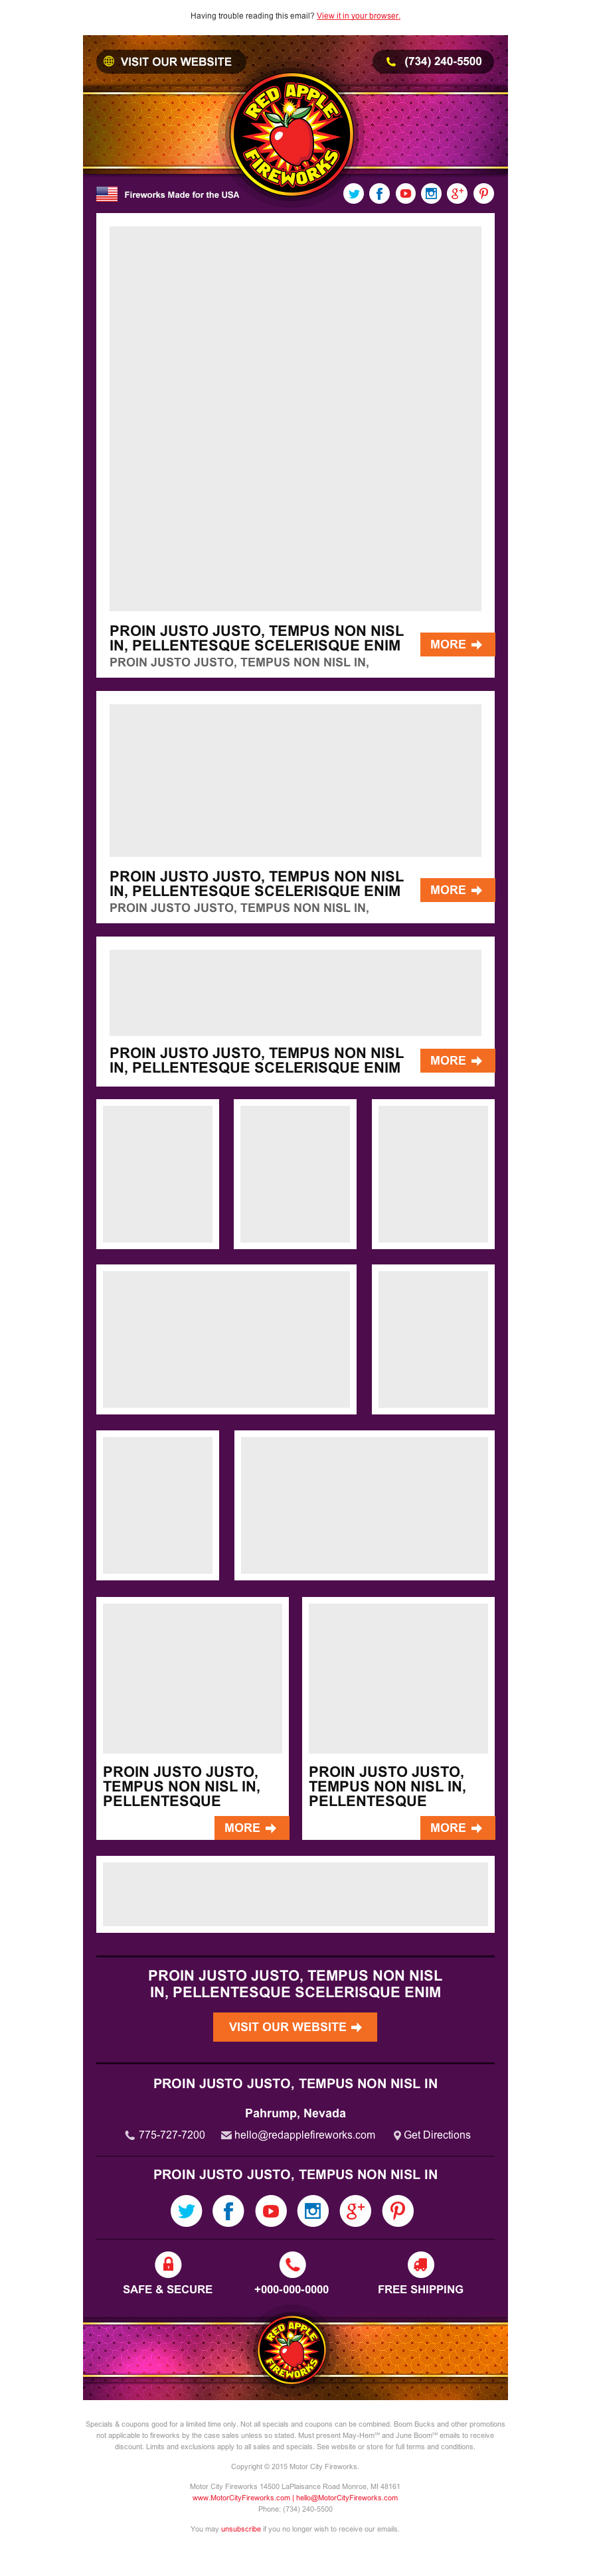 Having trouble reading this email? View it in your browser.
VISIT OUR WEBSITE
(734) 240-5500
RED APPLE
FIREWORKS
Fireworks Made for the USA
PROIN JUSTO JUSTO, TEMPUS NON NISL
IN, PELLENTESQUE SCELERISQUE ENIM
PROIN JUSTO JUSTO, TEMPUS NON NISL IN,
MORE
PROIN JUSTO JUSTO, TEMPUS NON NISL
IN, PELLENTESQUE SCELERISQUE ENIM
PROIN JUSTO JUSTO, TEMPUS NON NISL IN,
MORE
PROIN JUSTO JUSTO, TEMPUS NON NISL
IN, PELLENTESQUE SCELERISQUE ENIM
MORE
PROIN JUSTO JUSTO,
TEMPUS NON NISL IN,
PELLENTESQUE
MORE
PROIN JUSTO JUSTO,
TEMPUS NON NISL IN,
PELLENTESQUE
MORE
PROIN JUSTO JUSTO, TEMPUS NON NISL
IN, PELLENTESQUE SCELERISQUE ENIM
VISIT OUR WEBSITE
PROIN JUSTO JUSTO, TEMPUS NON NISL IN
Pahrump, Nevada
775-727-7200 hello@redapplefireworks.com Get Directions
PROIN JUSTO JUSTO, TEMPUS NON NISL IN
SAFE & SECURE +000-000-0000 FREE SHIPPING
RED APPLE
FIREWORKS
Specials & coupons good for a limited time only. Not all specials and coupons can be combined. Boom Bucks and other promotions
not applicable to fireworks by the case sales unless so stated. Must present May-Hem™ and June Boom™ emails to receive
discount. Limits and exclusions apply to all sales and specials. See website or store for full terms and conditions.
Copyright © 2015 Motor City Fireworks.
Motor City Fireworks 14500 LaPlaisance Road Monroe, MI 48161
www.MotorCityFireworks.com | hello@MotorCityFireworks.com
Phone: (734) 240-5500
You may unsubscribe if you no longer wish to receive our emails.